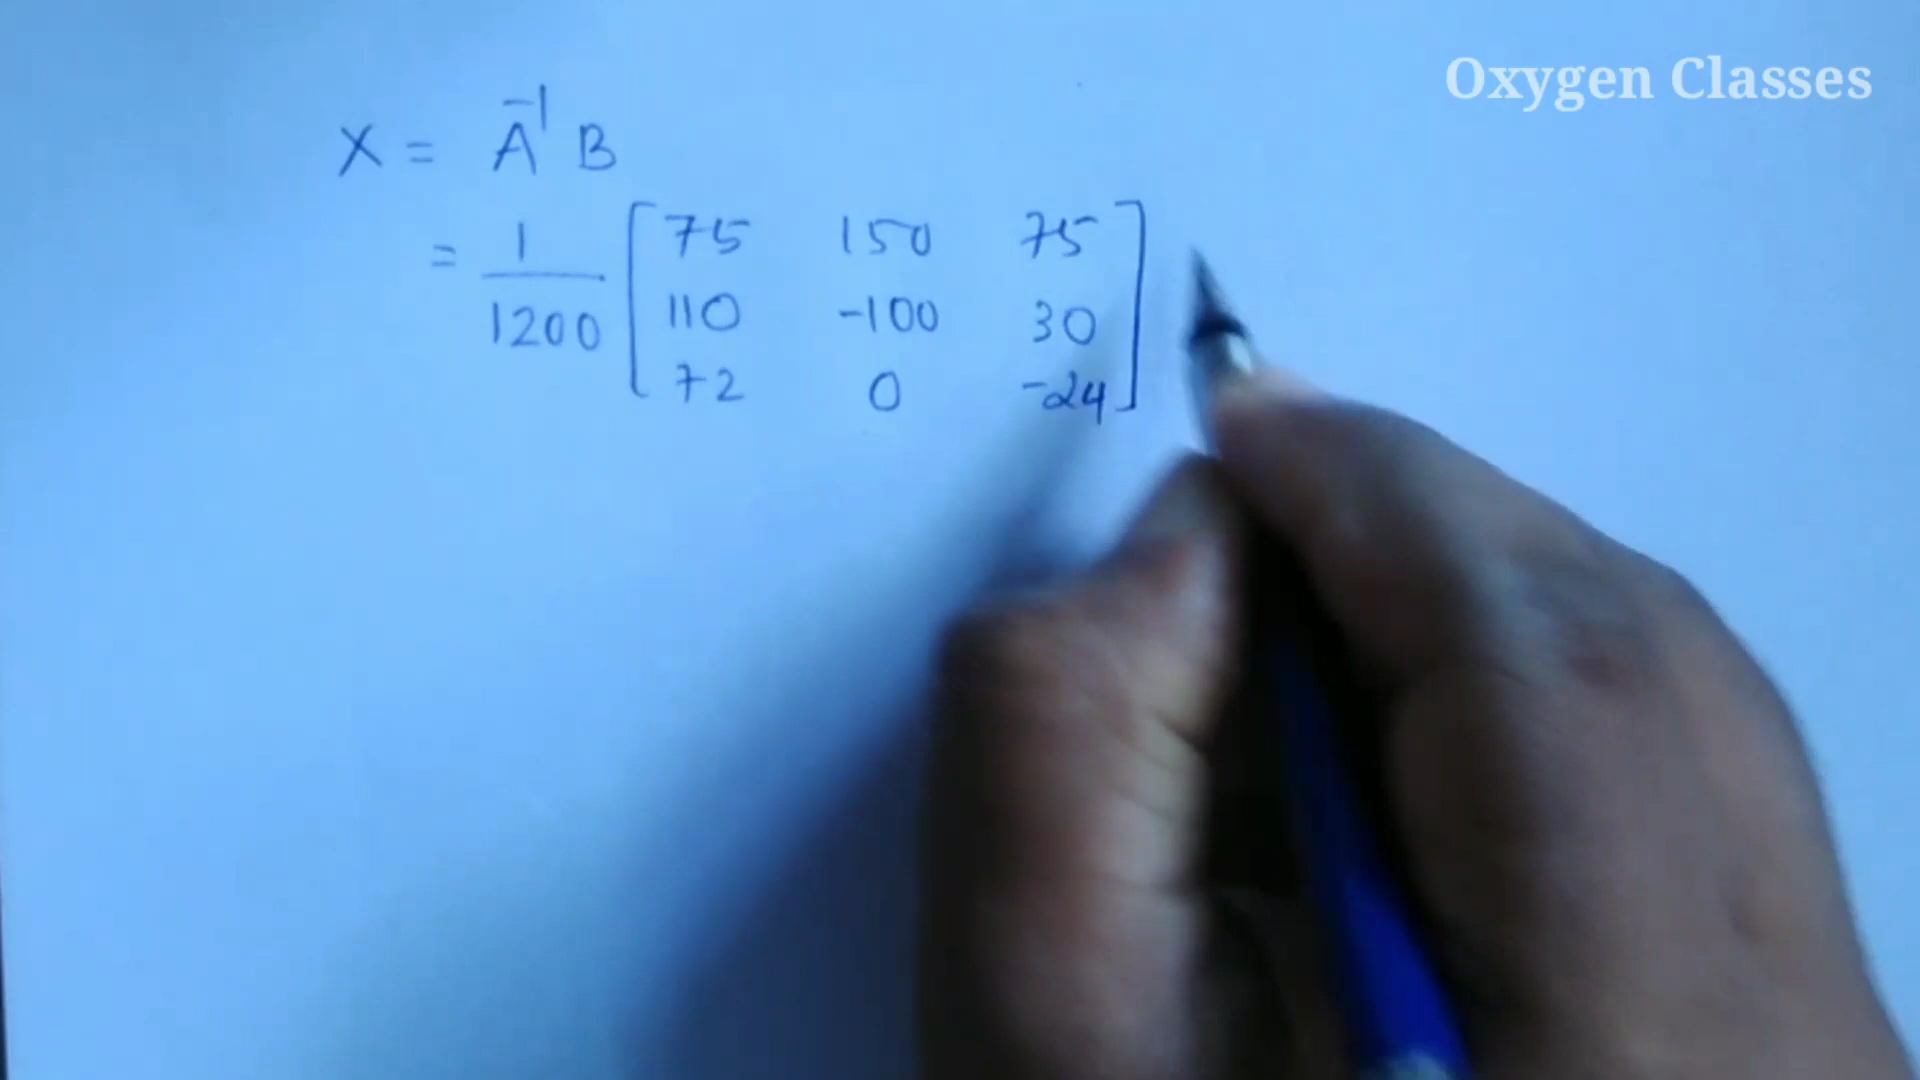 Oxygen Classes
X = A⁻¹ B
= 1/1200 [ 75 150 75
110 -100 30
72 0 -24 ]